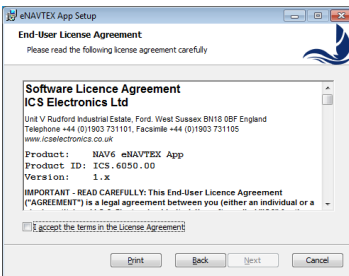 eNAVTEX App Setup
End-User License Agreement
Please read the following license agreement carefully
Software Licence Agreement
ICS Electronics Ltd
Unit V Rudford Industrial Estate, Ford. West Sussex BN18 0BF England
Telephone +44 (0)1903 731101, Facsimile +44 (0)1903 731105
www.icselectronics.co.uk
Product: NAV6 eNAVTEX App
Product ID: ICS.6050.00
Version: 1.x
IMPORTANT - READ CAREFULLY: This End-User Licence Agreement
("AGREEMENT") is a legal agreement between you (either an individual or a
I accept the terms in the License Agreement
Print Back Next Cancel